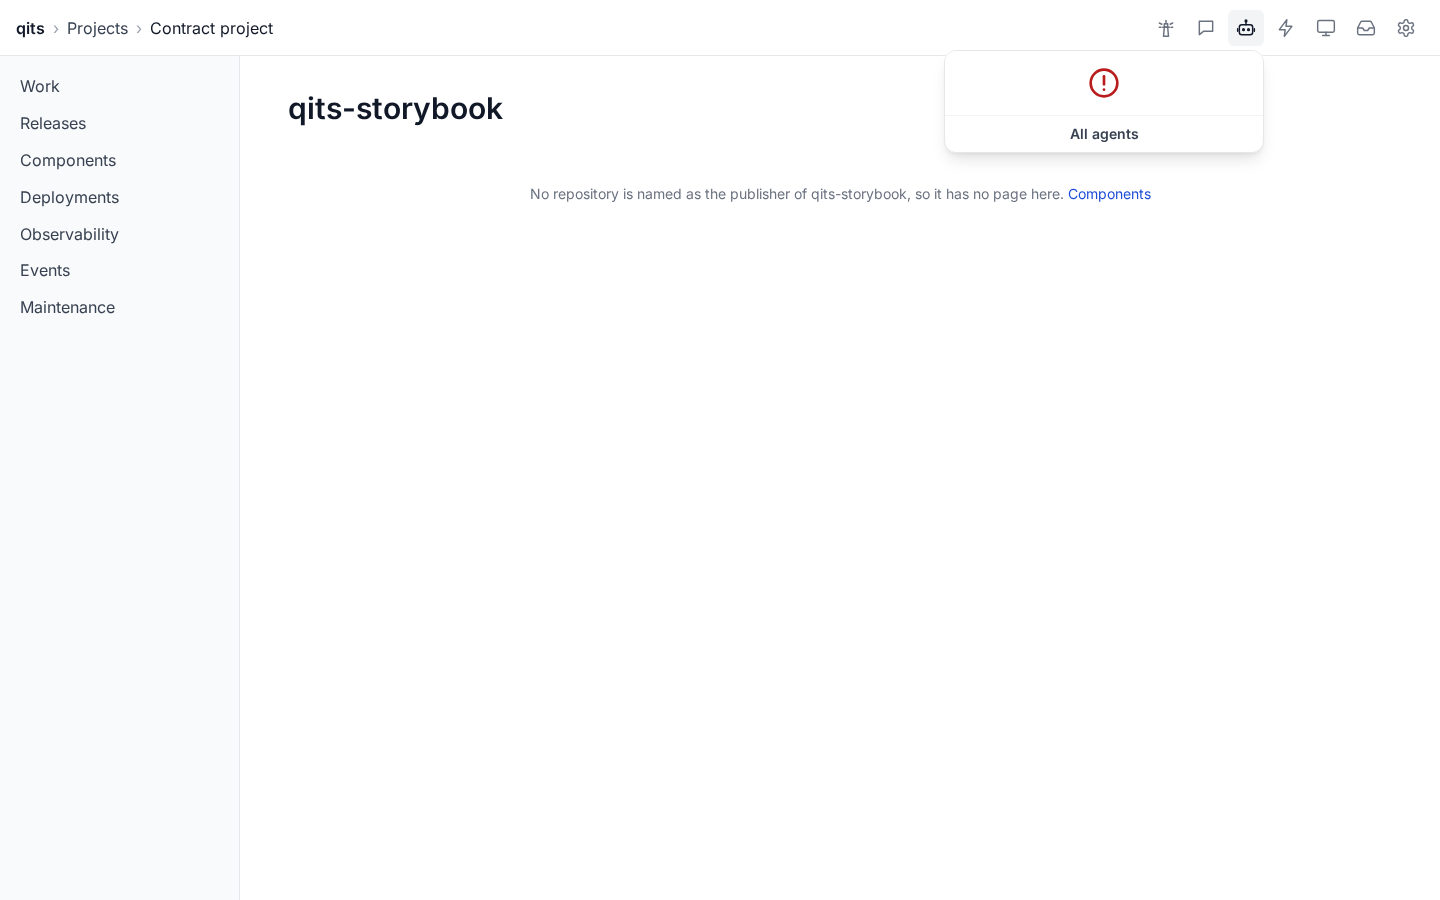 qits › Projects › Contract project
Work
Releases
Components
Deployments
Observability
Events
Maintenance
qits-storybook
All agents
No repository is named as the publisher of qits-storybook, so it has no page here. Components